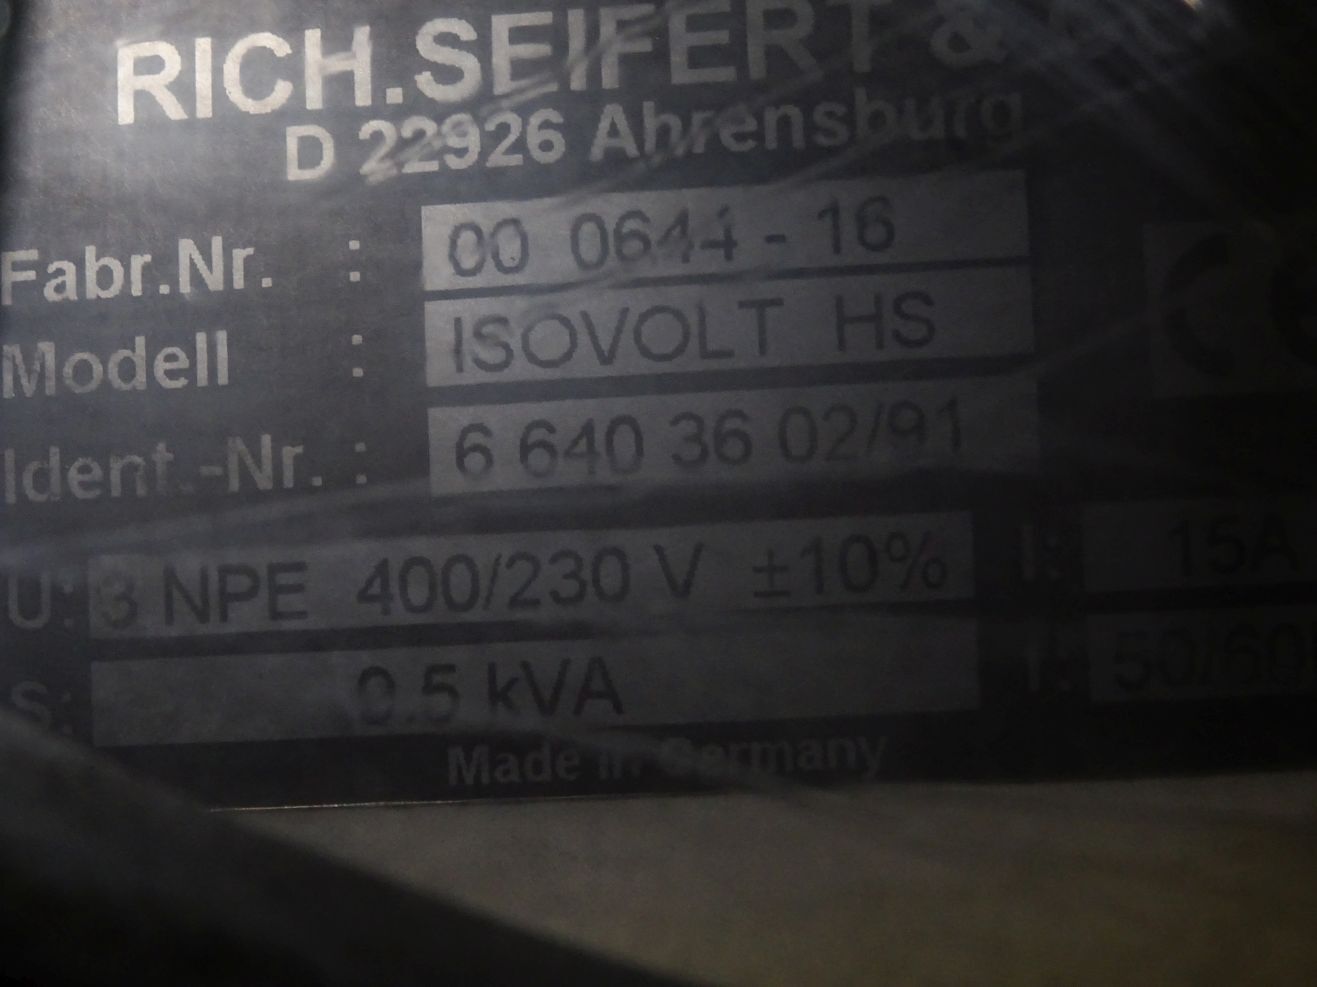 RICH.SEIFERT &
D 22926 Ahrensburg
Fabr.Nr. : 00 0644 - 16
Modell : ISOVOLT HS
Ident.-Nr. : 6 640 36 02/91
U: 3 NPE 400/230 V ±10% I: 15A
S: 0.5 kVA f: 50/60
Made in Germany